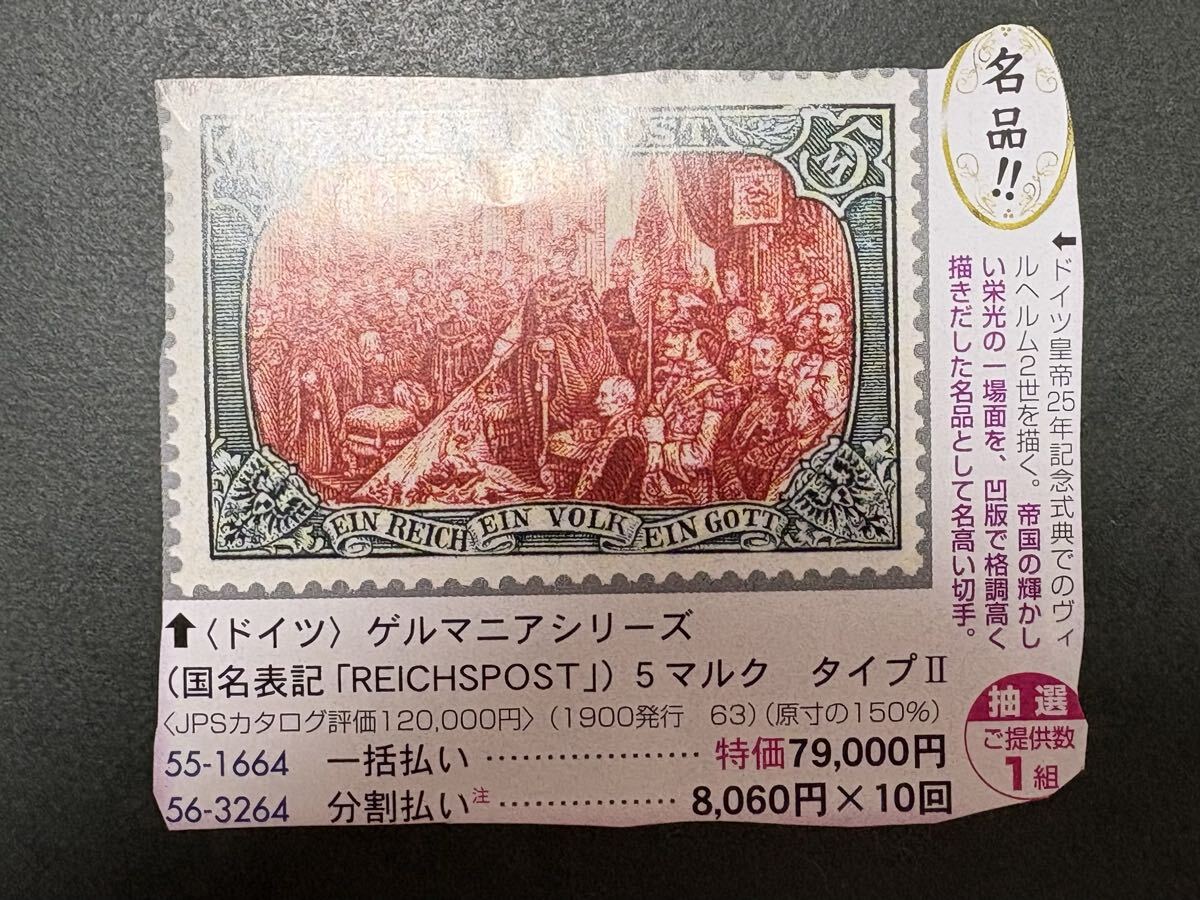 名品!!
⬆ドイツ皇帝25年記念式典でのヴィ
ルヘルム2世を描く。帝国の輝かし
い栄光の一場面を、凹版で格調高く
描きだした名品として名高い切手。
5
M
EIN REICH EIN VOLK EIN GOTT
⬆〈ドイツ〉ゲルマニアシリーズ
(国名表記「REICHSPOST」) 5マルク タイプⅡ
〈JPSカタログ評価120,000円〉(1900発行 63)(原寸の150%)
55-1664 一括払い ………………… 特価79,000円
56-3264 分割払い注 ……………… 8,060円×10回
抽選
ご提供数
1組